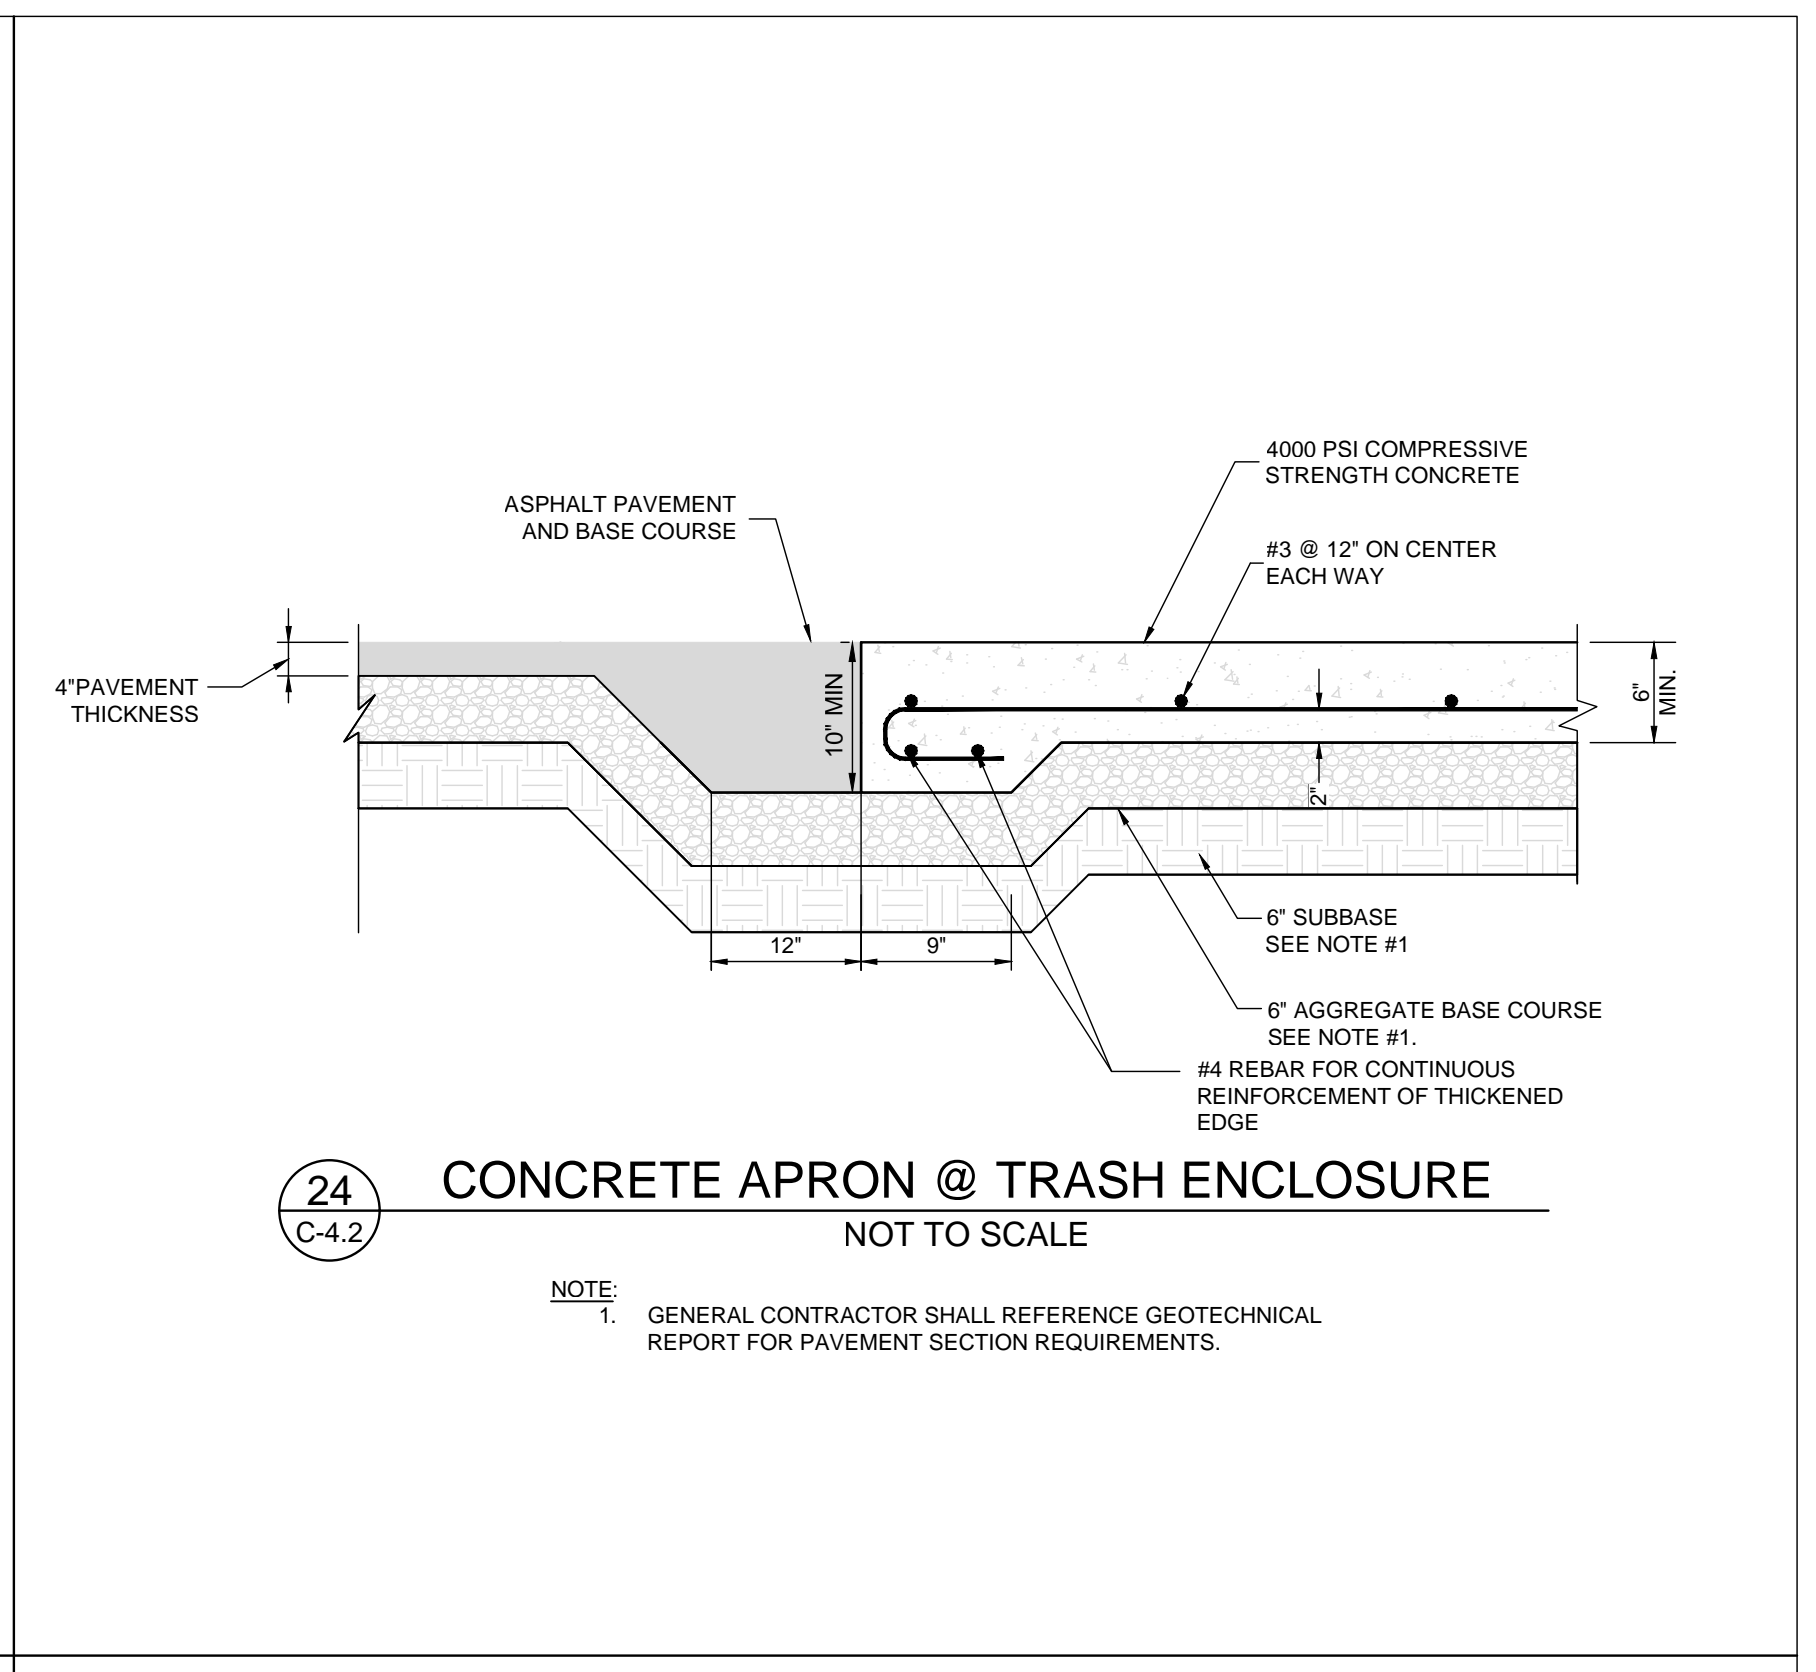 4000 PSI COMPRESSIVE
STRENGTH CONCRETE
ASPHALT PAVEMENT
AND BASE COURSE
#3 @ 12" ON CENTER
EACH WAY
4"PAVEMENT
THICKNESS
10" MIN
6"
MIN.
2"
12"
9"
6" SUBBASE
SEE NOTE #1
6" AGGREGATE BASE COURSE
SEE NOTE #1.
#4 REBAR FOR CONTINUOUS
REINFORCEMENT OF THICKENED
EDGE
24
C-4.2
CONCRETE APRON @ TRASH ENCLOSURE
NOT TO SCALE
NOTE:
1. GENERAL CONTRACTOR SHALL REFERENCE GEOTECHNICAL
REPORT FOR PAVEMENT SECTION REQUIREMENTS.